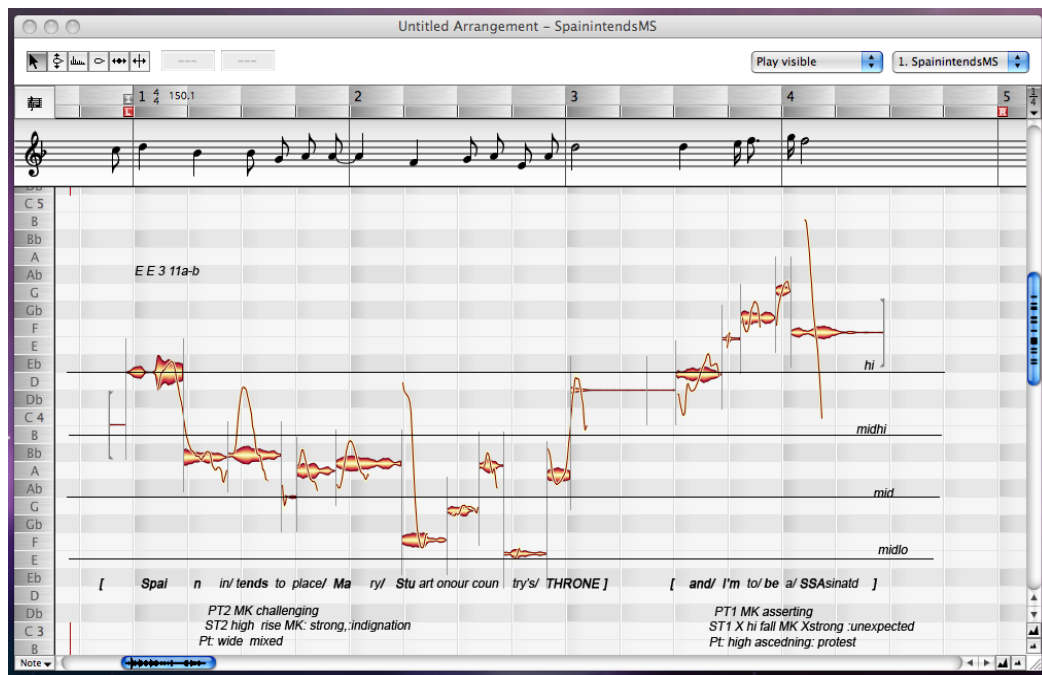 Untitled Arrangement – SpainintendsMS
--- ---
Play visible
1. SpainintendsMS
1 4/4 150.1 2 3 4 5 1/4
Db
C 5
B
Bb
A
Ab
E E 3 11a-b
G
Gb
F
E
Eb
hi
D
Db
C 4
midhi
B
Bb
A
Ab
mid
G
Gb
F
midlo
E
Eb
[ Spai n in/ tends to place/ Ma ry/ Stu art onour coun try's/ THRONE ] [ and/ I'm to/ be a/ SSAsinatd ]
D
Db
PT2 MK challenging PT1 MK asserting
ST2 high rise MK: strong,:indignation ST1 X hi fall MK Xstrong :unexpected
C 3
Pt: wide mixed Pt: high ascedning: protest
B
Note